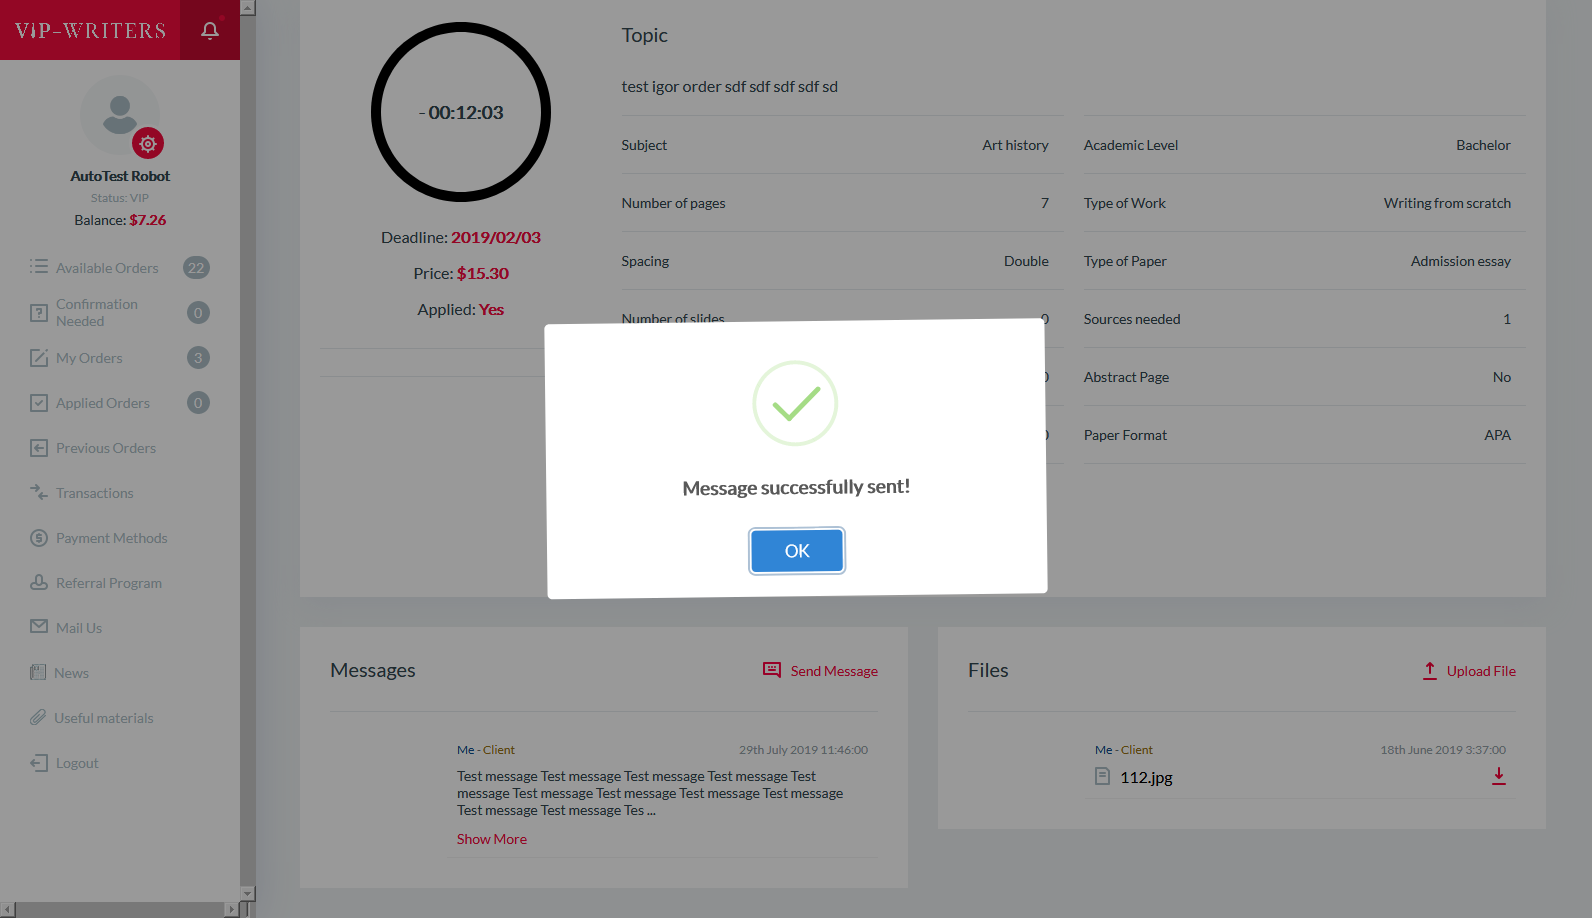 VIP-WRITERS
AutoTest Robot
Status: VIP
Balance: $7.26
Available Orders 22
Confirmation
Needed 0
My Orders 3
Applied Orders 0
Previous Orders
Transactions
Payment Methods
Referral Program
Mail Us
News
Useful materials
Logout
- 00:12:03
Deadline: 2019/02/03
Price: $15.30
Applied: Yes
Topic
test igor order sdf sdf sdf sdf sd
Subject Art history
Academic Level Bachelor
Number of pages 7
Type of Work Writing from scratch
Spacing Double
Type of Paper Admission essay
Number of slides 0
Sources needed 1
Abstract Page No
Paper Format APA
Message successfully sent!
OK
Messages
Send Message
Me - Client 29th July 2019 11:46:00
Test message Test message Test message Test message Test
message Test message Test message Test message Test message
Test message Test message Tes ...
Show More
Files
Upload File
Me - Client 18th June 2019 3:37:00
112.jpg